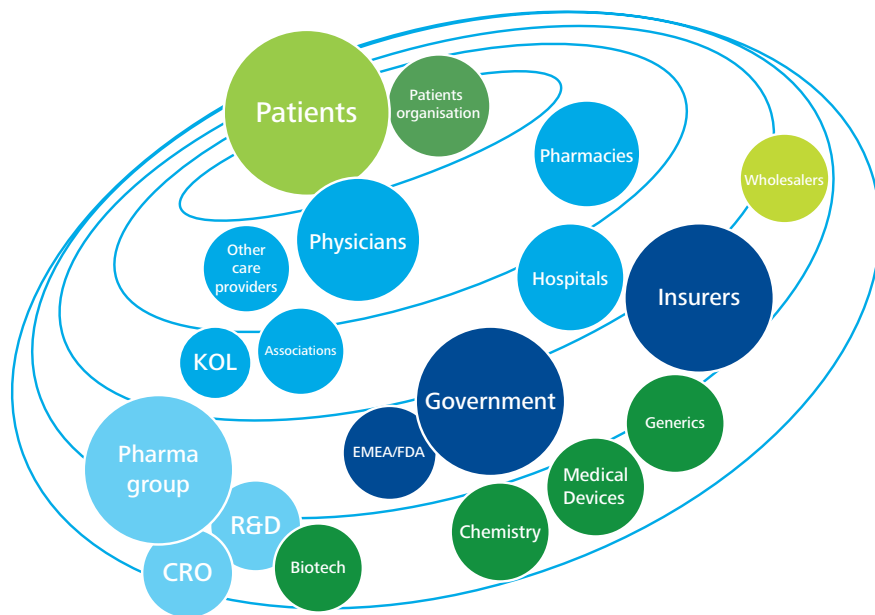 Patients
Patients
organisation
Pharmacies
Wholesalers
Physicians
Other
care
providers
Hospitals
Insurers
KOL
Associations
Government
Generics
EMEA/FDA
Pharma
group
Medical
Devices
R&D
Chemistry
Biotech
CRO